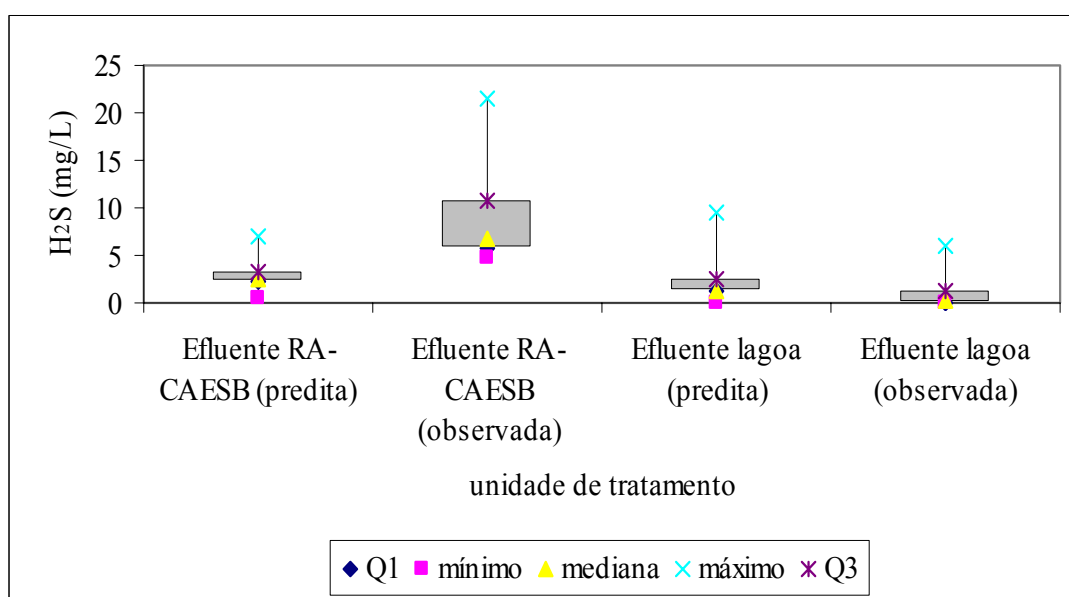 H2S (mg/L)
25
20
15
10
5
0
Efluente RA-
CAESB (predita)
Efluente RA-
CAESB
(observada)
Efluente lagoa
(predita)
Efluente lagoa
(observada)
unidade de tratamento
Q1 mínimo mediana máximo Q3